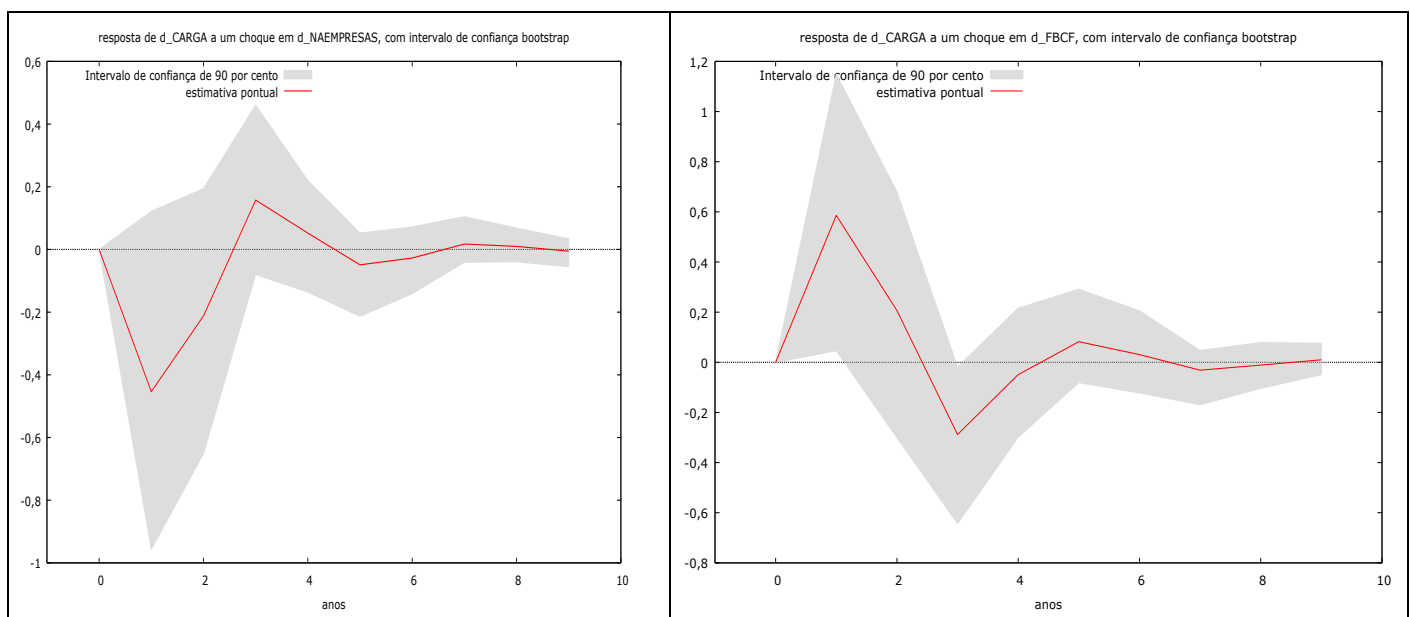 resposta de d_CARGA a um choque em d_NAEMPRESAS, com intervalo de confiança bootstrap
0,6
0,4
0,2
0
-0,2
-0,4
-0,6
-0,8
-1
Intervalo de confiança de 90 por cento
estimativa pontual
0 2 4 6 8 10
anos
resposta de d_CARGA a um choque em d_FBCF, com intervalo de confiança bootstrap
1,2
1
0,8
0,6
0,4
0,2
0
-0,2
-0,4
-0,6
-0,8
Intervalo de confiança de 90 por cento
estimativa pontual
0 2 4 6 8 10
anos